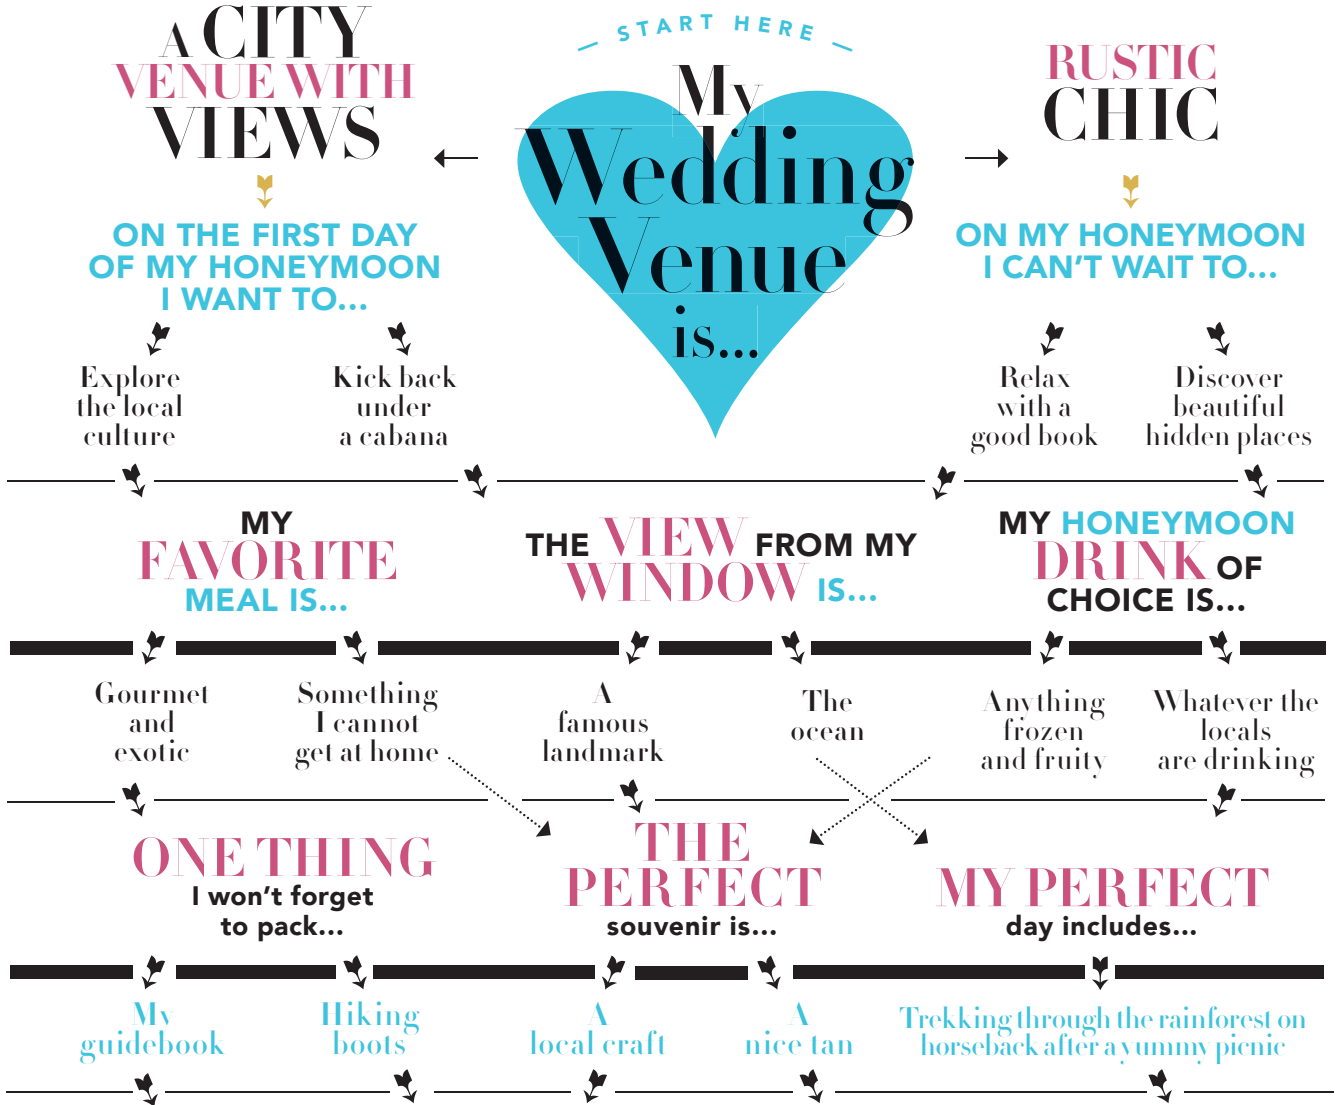 START HERE
A CITY
VENUE WITH
VIEWS
My
Wedding
Venue
is...
RUSTIC
CHIC
ON THE FIRST DAY
OF MY HONEYMOON
I WANT TO...
ON MY HONEYMOON
I CAN'T WAIT TO...
Explore
the local
culture
Kick back
under
a cabana
Relax
with a
good book
Discover
beautiful
hidden places
MY
FAVORITE
MEAL IS...
THE VIEW FROM MY
WINDOW IS...
MY HONEYMOON
DRINK OF
CHOICE IS...
Gourmet
and
exotic
Something
I cannot
get at home
A
famous
landmark
The
ocean
Anything
frozen
and fruity
Whatever the
locals
are drinking
ONE THING
I won't forget
to pack...
THE
PERFECT
souvenir is...
MY PERFECT
day includes...
My
guidebook
Hiking
boots
A
local craft
A
nice tan
Trekking through the rainforest on
horseback after a yummy picnic